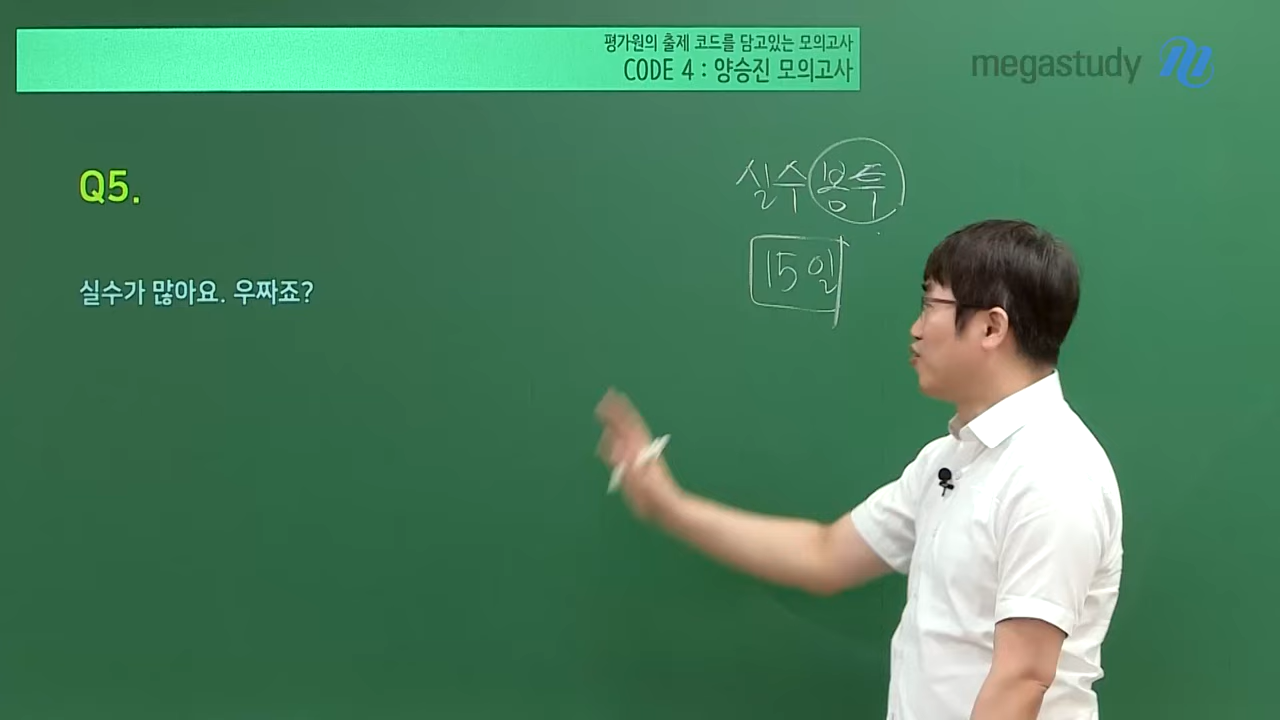 평가원의 출제 코드를 담고있는 모의고사
CODE 4 : 양승진 모의고사
megastudy
Q5.
실수가 많아요. 우짜죠?
실수봉투
15일